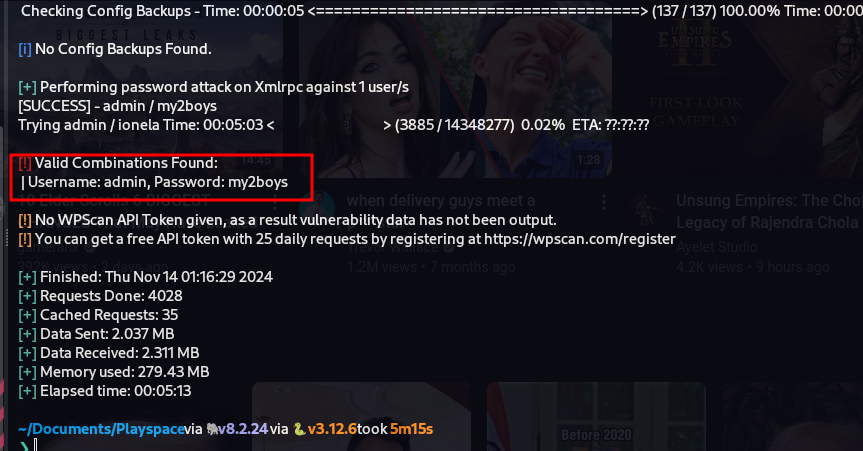 Checking Config Backups - Time: 00:00:05 <==================================> (137 / 137) 100.00% Time: 00:00
[i] No Config Backups Found.
[+] Performing password attack on Xmlrpc against 1 user/s
[SUCCESS] - admin / my2boys
Trying admin / ionela Time: 00:05:03 < > (3885 / 14348277) 0.02% ETA: ??:??:??
[!] Valid Combinations Found:
| Username: admin, Password: my2boys
[!] No WPScan API Token given, as a result vulnerability data has not been output.
[!] You can get a free API token with 25 daily requests by registering at https://wpscan.com/register
[+] Finished: Thu Nov 14 01:16:29 2024
[+] Requests Done: 4028
[+] Cached Requests: 35
[+] Data Sent: 2.037 MB
[+] Data Received: 2.311 MB
[+] Memory used: 279.43 MB
[+] Elapsed time: 00:05:13
~/Documents/Playspace via 🐘v8.2.24 via 🐍v3.12.6 took 5m15s
❯
BIGGEST LEAKS
UNSUNG
EMPIRES
II
FIRST LOOK
GAMEPLAY
14:45
1:28
when delivery guys meet a
1.2M views • 7 months ago
Unsung Empires: The Chol
Legacy of Rajendra Chola
Ayelet Studio
4.2K views • 9 hours ago
Before 2020